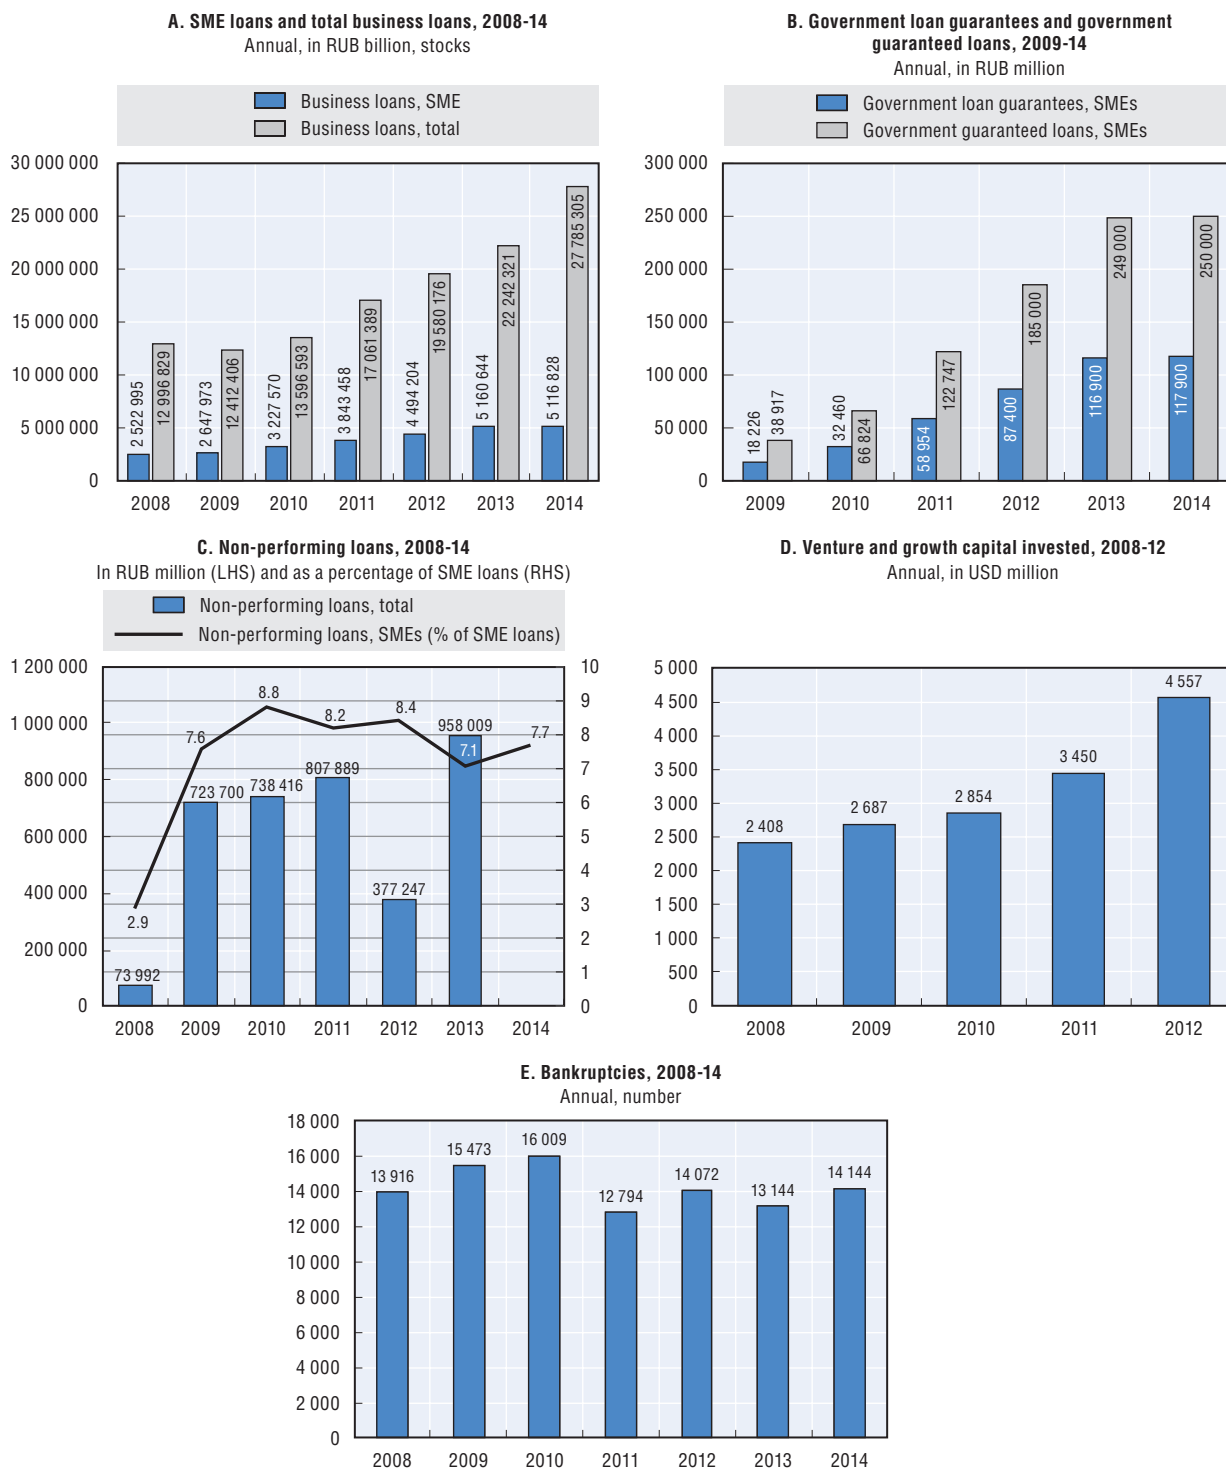 A. SME loans and total business loans, 2008-14
Annual, in RUB billion, stocks
Business loans, SME
Business loans, total
30 000 000
25 000 000
20 000 000
15 000 000
10 000 000
5 000 000
0
2 522 995
12 996 829
2 647 973
12 412 406
3 227 570
13 596 593
3 843 458
17 061 389
4 494 204
19 580 176
5 160 644
22 242 321
5 116 828
27 785 305
2008 2009 2010 2011 2012 2013 2014
B. Government loan guarantees and government
guaranteed loans, 2009-14
Annual, in RUB million
Government loan guarantees, SMEs
Government guaranteed loans, SMEs
300 000
250 000
200 000
150 000
100 000
50 000
0
18 226
38 917
32 460
66 824
58 954
122 747
87 400
185 000
116 900
249 000
117 900
250 000
2009 2010 2011 2012 2013 2014
C. Non-performing loans, 2008-14
In RUB million (LHS) and as a percentage of SME loans (RHS)
Non-performing loans, total
Non-performing loans, SMEs (% of SME loans)
1 200 000
1 000 000
800 000
600 000
400 000
200 000
0
10
9
8
7
6
5
4
3
2
1
0
2.9
7.6
8.8
8.2
8.4
7.1
7.7
73 992
723 700
738 416
807 889
377 247
958 009
2008 2009 2010 2011 2012 2013 2014
D. Venture and growth capital invested, 2008-12
Annual, in USD million
5 000
4 500
4 000
3 500
3 000
2 500
2 000
1 500
1 000
500
0
2 408
2 687
2 854
3 450
4 557
2008 2009 2010 2011 2012
E. Bankruptcies, 2008-14
Annual, number
18 000
16 000
14 000
12 000
10 000
8 000
6 000
4 000
2 000
0
13 916
15 473
16 009
12 794
14 072
13 144
14 144
2008 2009 2010 2011 2012 2013 2014